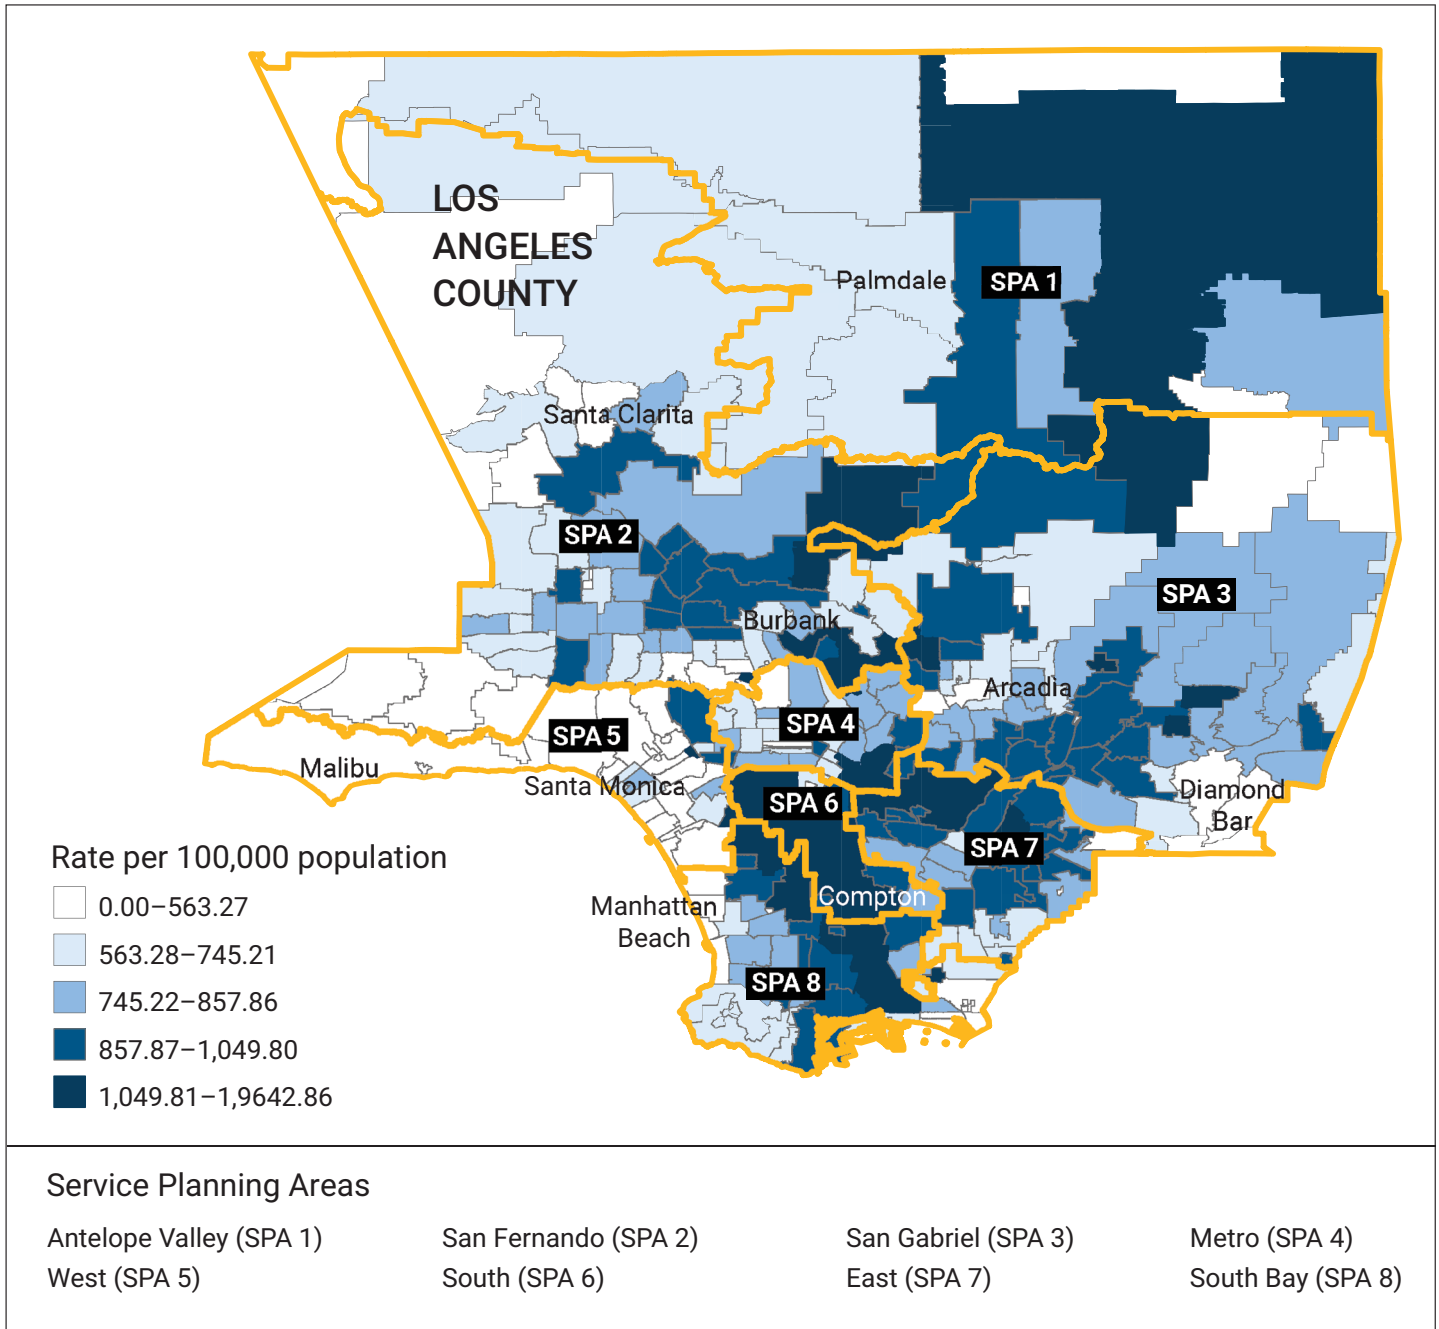 LOS
ANGELES
COUNTY
Palmdale
SPA 1
Santa Clarita
SPA 2
SPA 3
Burbank
Arcadia
SPA 4
SPA 5
Malibu
Santa Monica
Diamond
Bar
SPA 6
SPA 7
Compton
Manhattan
Beach
SPA 8
Rate per 100,000 population
0.00–563.27
563.28–745.21
745.22–857.86
857.87–1,049.80
1,049.81–1,9642.86
Service Planning Areas
Antelope Valley (SPA 1) San Fernando (SPA 2) San Gabriel (SPA 3) Metro (SPA 4)
West (SPA 5) South (SPA 6) East (SPA 7) South Bay (SPA 8)